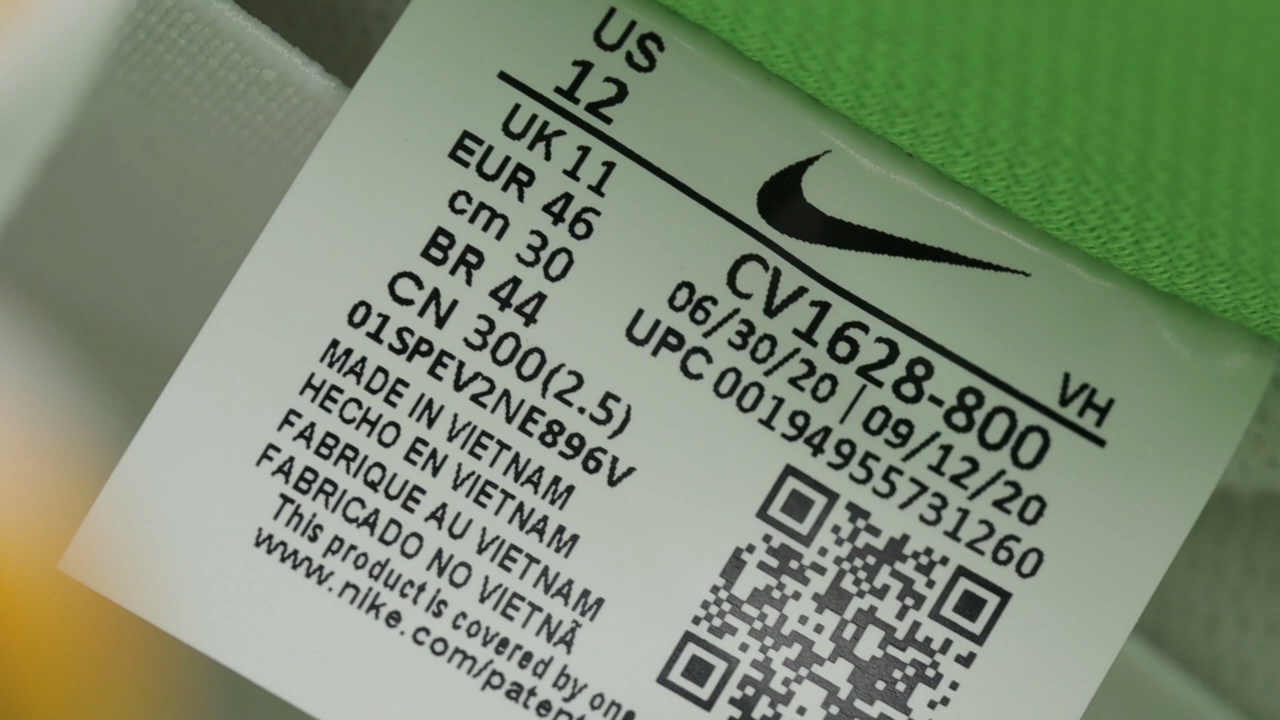 US
12
UK 11
EUR 46
cm 30
BR 44
CN 300(2.5)
01SPEV2NE896V
MADE IN VIETNAM
HECHO EN VIETNAM
FABRIQUE AU VIETNAM
FABRICADO NO VIETNÃ
This product is covered by one
www.nike.com/patent
VH
CV1628-800
06/30/20 | 09/12/20
UPC 00194955731260